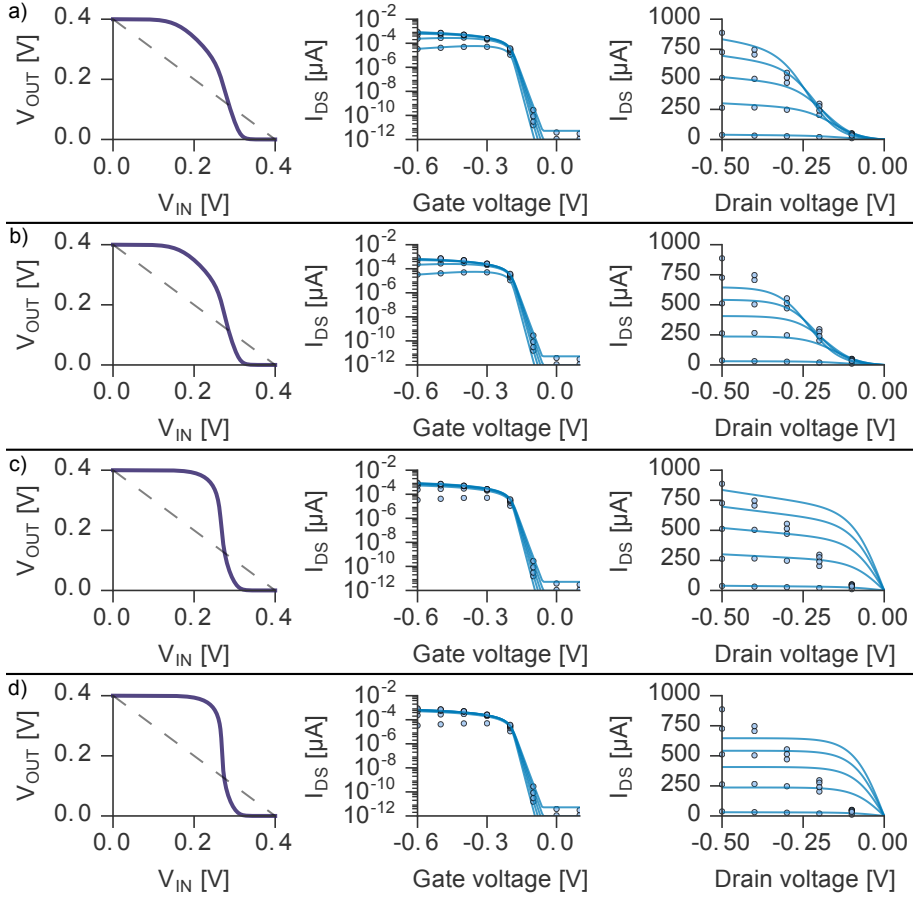 a)
V_OUT [V]
0.4
0.2
0.0
0.0 0.2 0.4
V_IN [V]
I_DS [µA]
10^-2
10^-4
10^-6
10^-8
10^-10
10^-12
-0.6 -0.3 0.0
Gate voltage [V]
I_DS [µA]
1000
750
500
250
0
-0.50 -0.25 0.00
Drain voltage [V]
b)
V_OUT [V]
0.4
0.2
0.0
0.0 0.2 0.4
V_IN [V]
I_DS [µA]
10^-2
10^-4
10^-6
10^-8
10^-10
10^-12
-0.6 -0.3 0.0
Gate voltage [V]
I_DS [µA]
1000
750
500
250
0
-0.50 -0.25 0.00
Drain voltage [V]
c)
V_OUT [V]
0.4
0.2
0.0
0.0 0.2 0.4
V_IN [V]
I_DS [µA]
10^-2
10^-4
10^-6
10^-8
10^-10
10^-12
-0.6 -0.3 0.0
Gate voltage [V]
I_DS [µA]
1000
750
500
250
0
-0.50 -0.25 0.00
Drain voltage [V]
d)
V_OUT [V]
0.4
0.2
0.0
0.0 0.2 0.4
V_IN [V]
I_DS [µA]
10^-2
10^-4
10^-6
10^-8
10^-10
10^-12
-0.6 -0.3 0.0
Gate voltage [V]
I_DS [µA]
1000
750
500
250
0
-0.50 -0.25 0.00
Drain voltage [V]